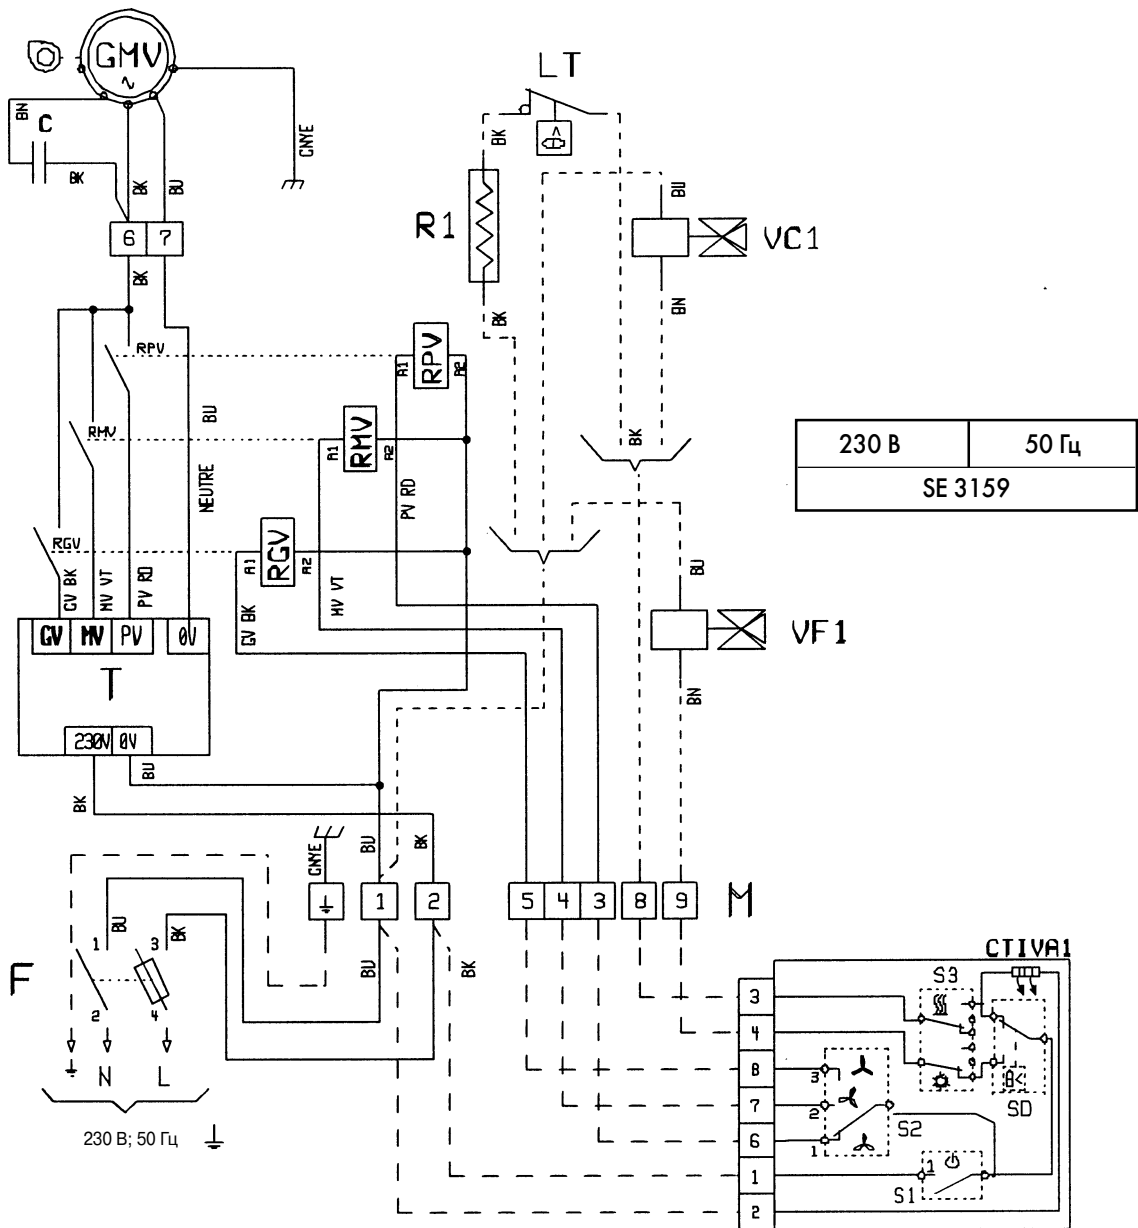 GMV
LT
BN
C
BK
GNYE
BK
BU
BK
BU
R1
VC1
6 7
BK
BK
BN
RPV
A1 RPV A2
BU
RMV
A1 RMV A2
BK
230 В 50 Гц
SE 3159
NEUTRE
PV RD
RGV
A1 RGV A2
GV BK
MV VT
PV RD
GV BK
MV VT
BU
GV MV PV 0V
VF1
T
BN
230V 0V
BU
BK
GNYE
BU
BK
1 2 5 4 3 8 9 M
F
1 BU 3 BK
BU
BK
2 4
N L
230 В; 50 Гц
CTIVA1
3
S3
4
8
3
7
2
SD
6
1
S2
1
1
S1
2